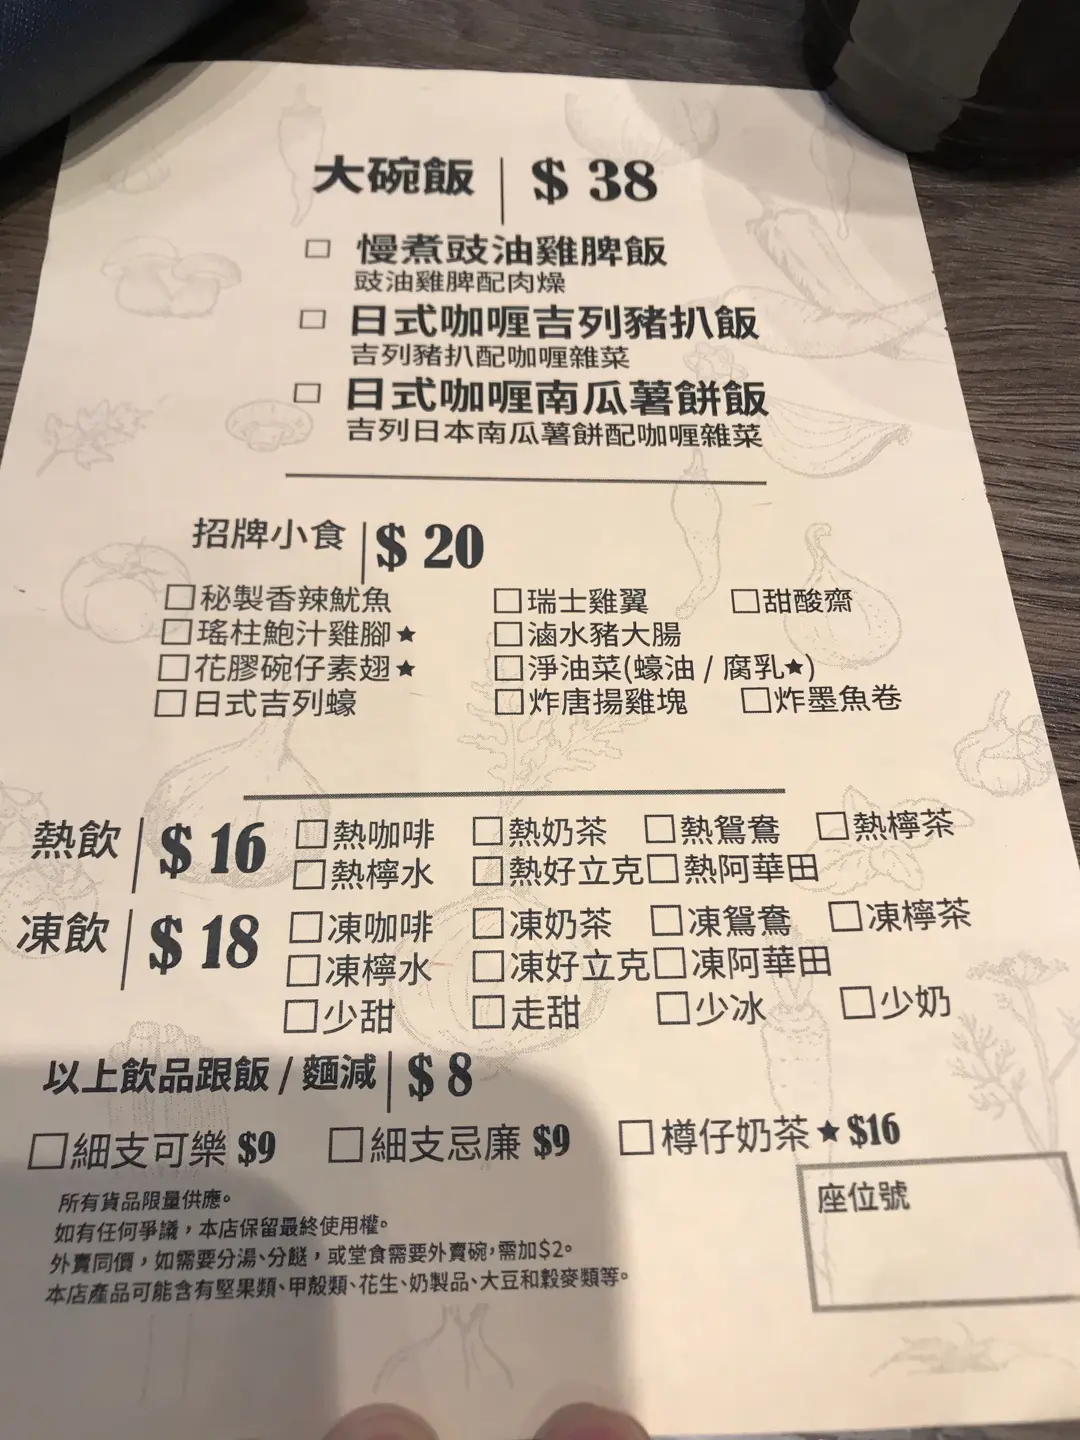 大碗飯 | $ 38
□ 慢煮豉油雞脾飯
豉油雞脾配肉燥
□ 日式咖喱吉列豬扒飯
吉列豬扒配咖喱雜菜
□ 日式咖喱南瓜薯餅飯
吉列日本南瓜薯餅配咖喱雜菜
招牌小食 | $ 20
□秘製香辣魷魚 □瑞士雞翼 □甜酸齋
□瑤柱鮑汁雞腳★ □滷水豬大腸
□花膠碗仔素翅★ □淨油菜(蠔油 / 腐乳★)
□日式吉列蠔 □炸唐揚雞塊 □炸墨魚卷
熱飲 | $ 16 □熱咖啡 □熱奶茶 □熱鴛鴦 □熱檸茶
□熱檸水 □熱好立克 □熱阿華田
凍飲 | $ 18 □凍咖啡 □凍奶茶 □凍鴛鴦 □凍檸茶
□凍檸水 □凍好立克 □凍阿華田
□少甜 □走甜 □少冰 □少奶
以上飲品跟飯 / 麵減 | $ 8
□細支可樂 $9 □細支忌廉 $9 □樽仔奶茶★ $16
座位號
所有貨品限量供應。
如有任何爭議，本店保留最終使用權。
外賣同價，如需要分湯、分餸，或堂食需要外賣碗，需加$2。
本店產品可能含有堅果類、甲殼類、花生、奶製品、大豆和穀麥類等。